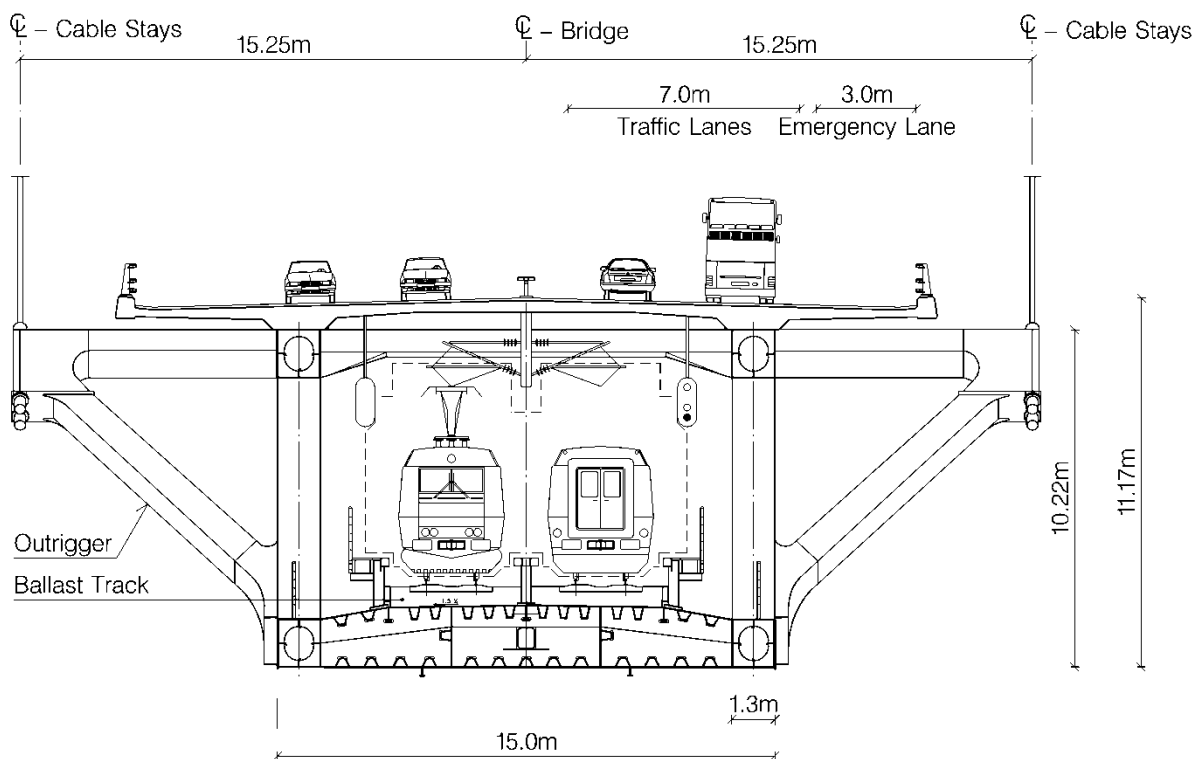 ℄ – Cable Stays
℄ – Bridge
℄ – Cable Stays
15.25m
15.25m
7.0m
3.0m
Traffic Lanes
Emergency Lane
10.22m
11.17m
Outrigger
Ballast Track
1.3m
15.0m